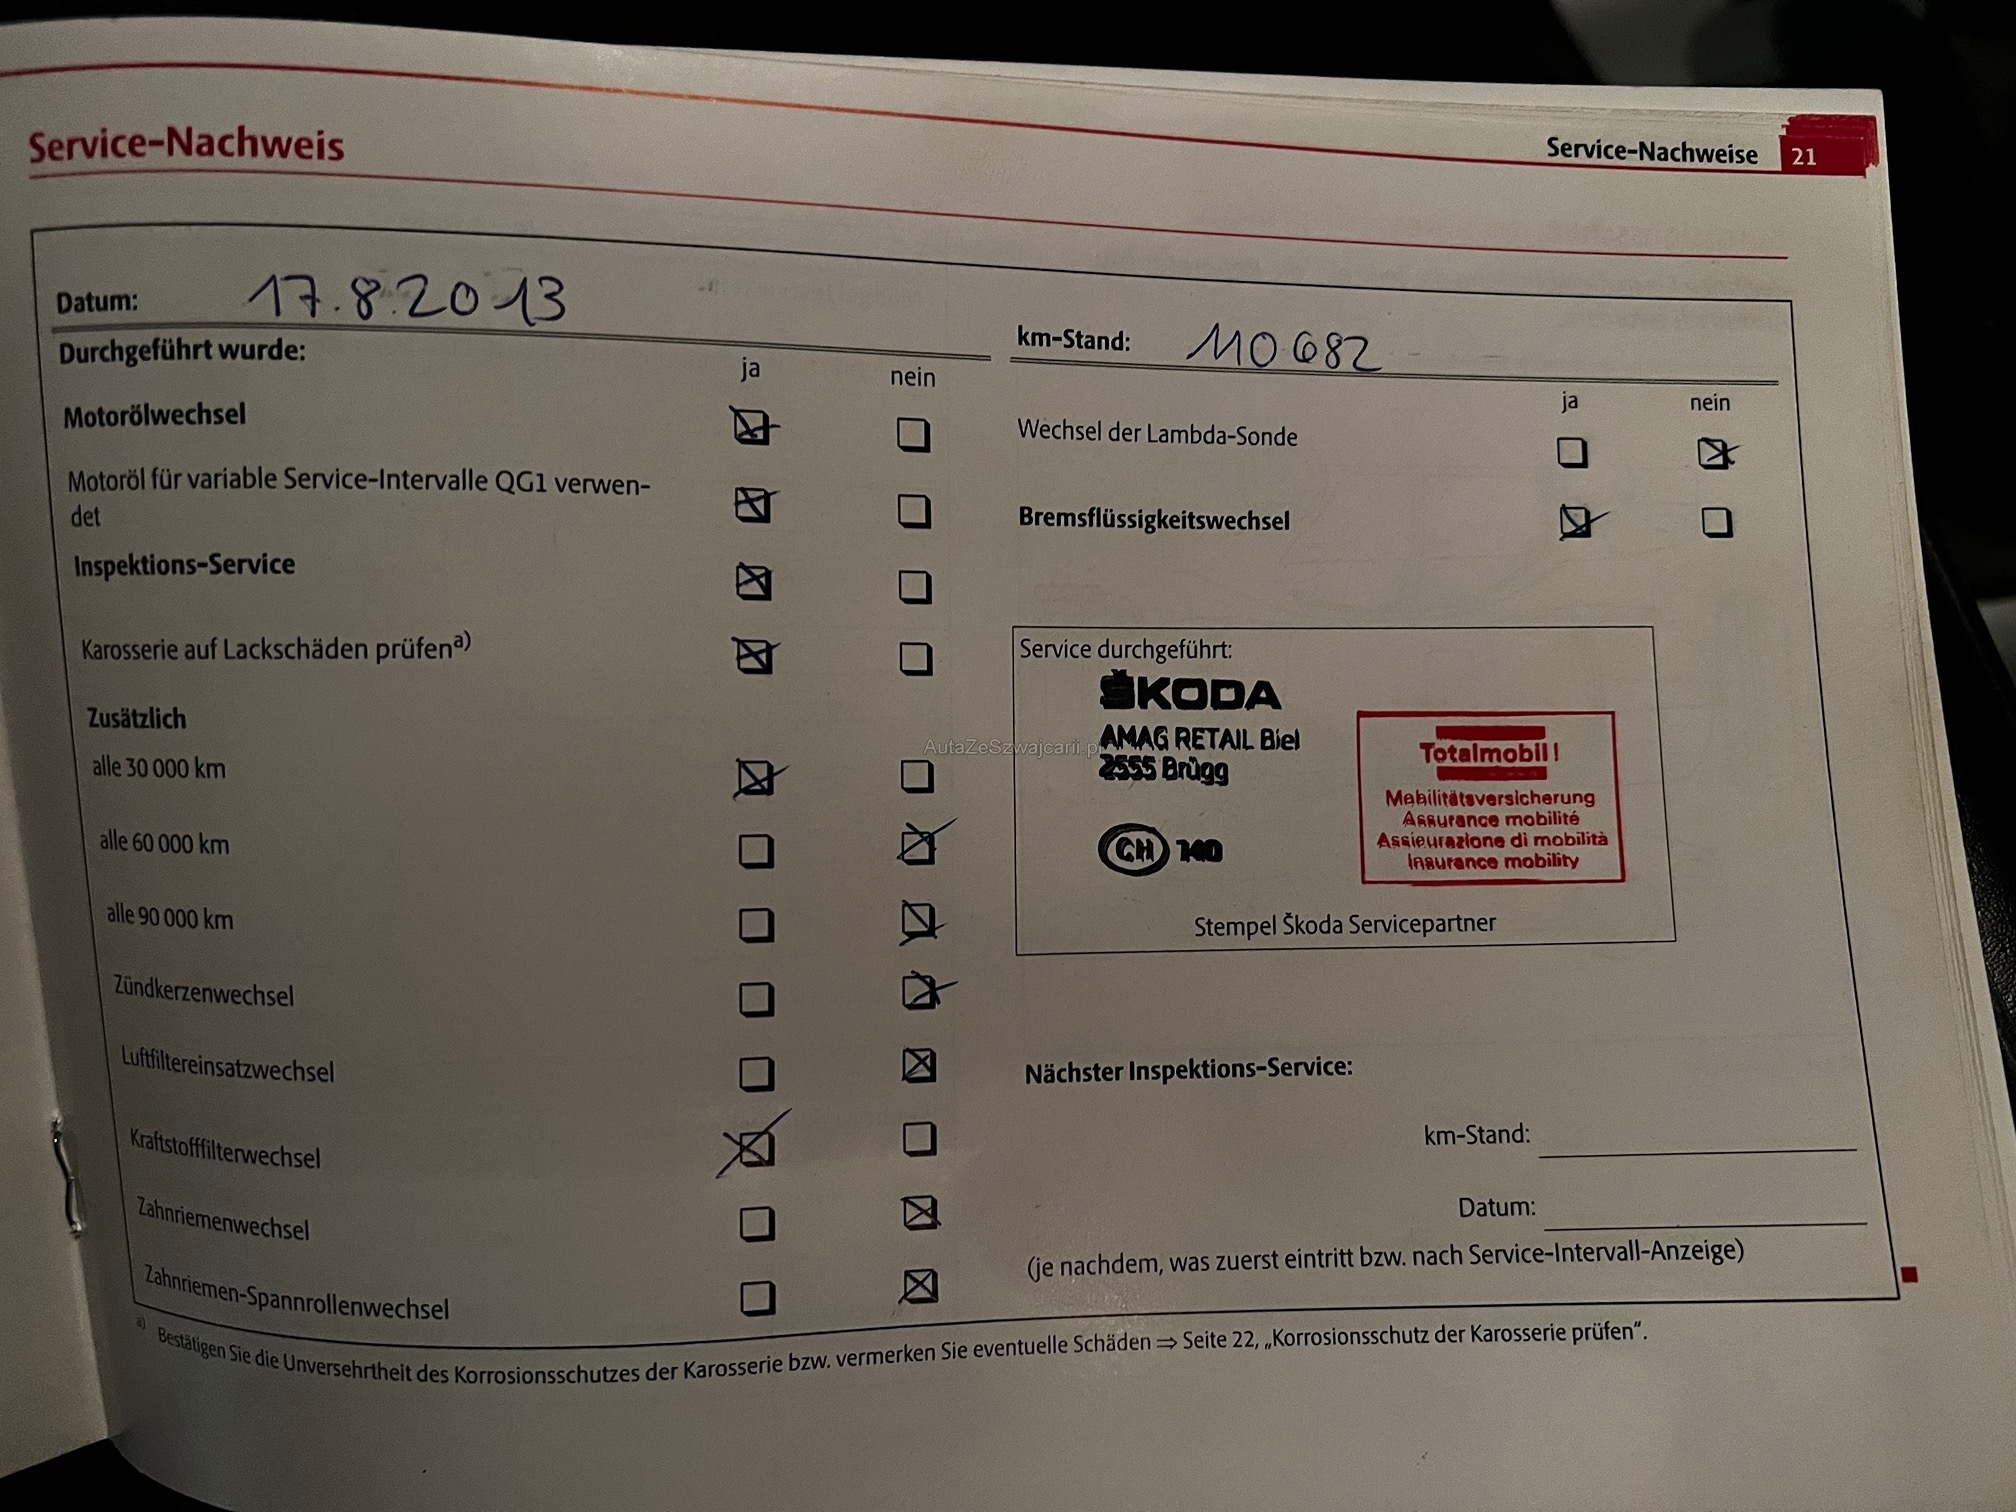 Service-Nachweis
Service-Nachweise 21
Datum: 17.8.2013
km-Stand: 110682
Durchgeführt wurde:
ja nein
Motorölwechsel
Motoröl für variable Service-Intervalle QG1 verwen-
det
Inspektions-Service
Karosserie auf Lackschäden prüfen a)
Zusätzlich
alle 30 000 km
alle 60 000 km
alle 90 000 km
Zündkerzenwechsel
Luftfiltereinsatzwechsel
Kraftstofffilterwechsel
Zahnriemenwechsel
Zahnriemen-Spannrollenwechsel
ja nein
Wechsel der Lambda-Sonde
Bremsflüssigkeitswechsel
Service durchgeführt:
ŠKODA
AMAG RETAIL Biel
2555 Brügg
CH 140
Totalmobil!
Mobilitätsversicherung
Assurance mobilité
Assicurazione di mobilità
Insurance mobility
Stempel Škoda Servicepartner
AutaZeSzwajcarii.pl
Nächster Inspektions-Service:
km-Stand:
Datum:
(je nachdem, was zuerst eintritt bzw. nach Service-Intervall-Anzeige)
a) Bestätigen Sie die Unversehrtheit des Korrosionsschutzes der Karosserie bzw. vermerken Sie eventuelle Schäden ⇒ Seite 22, „Korrosionsschutz der Karosserie prüfen“.